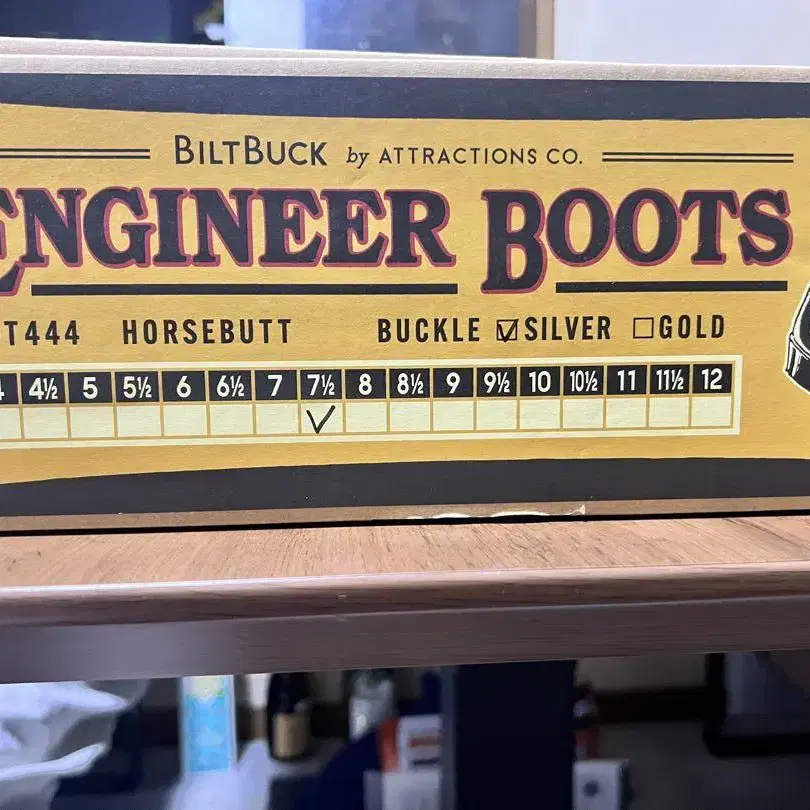 BILTBUCK by ATTRACTIONS CO.
ENGINEER BOOTS
T444 HORSEBUTT BUCKLE ☑SILVER ☐GOLD
4½ 5 5½ 6 6½ 7 7½ 8 8½ 9 9½ 10 10½ 11 11½ 12
✓